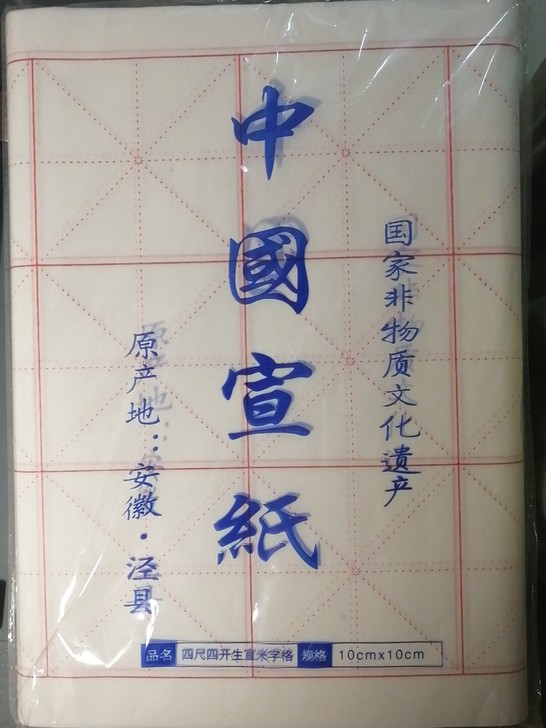 国家非物质文化遗产
中國宣紙
原产地：安徽·泾县
品名 四尺四开生宣米字格 规格 10cmx10cm